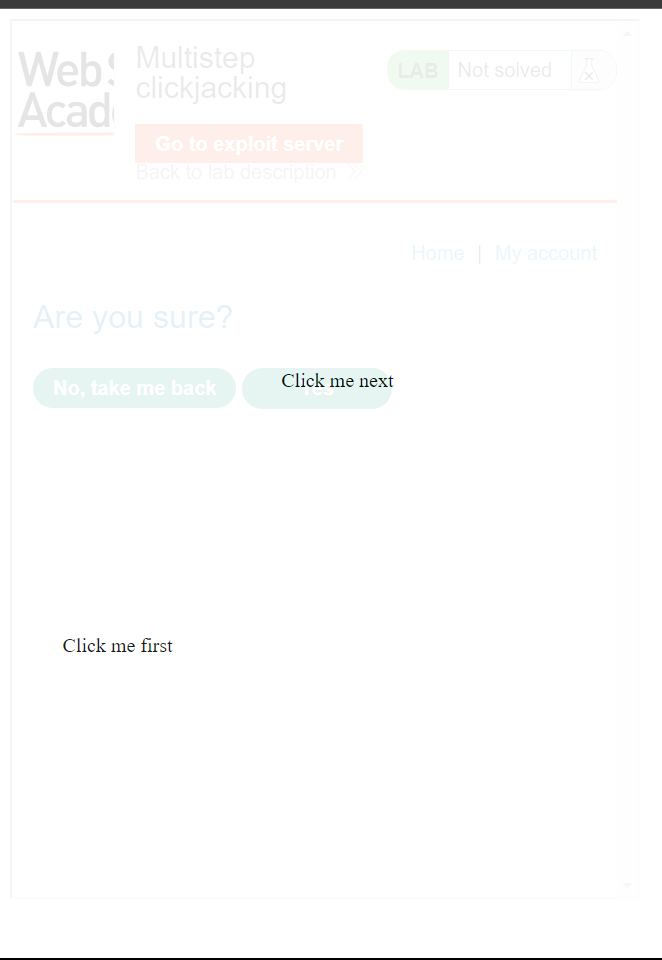 Web S
Acade
Multistep
clickjacking
LAB Not solved
Go to exploit server
Back to lab description
Home | My account
Are you sure?
No, take me back
Yes
Click me next
Click me first